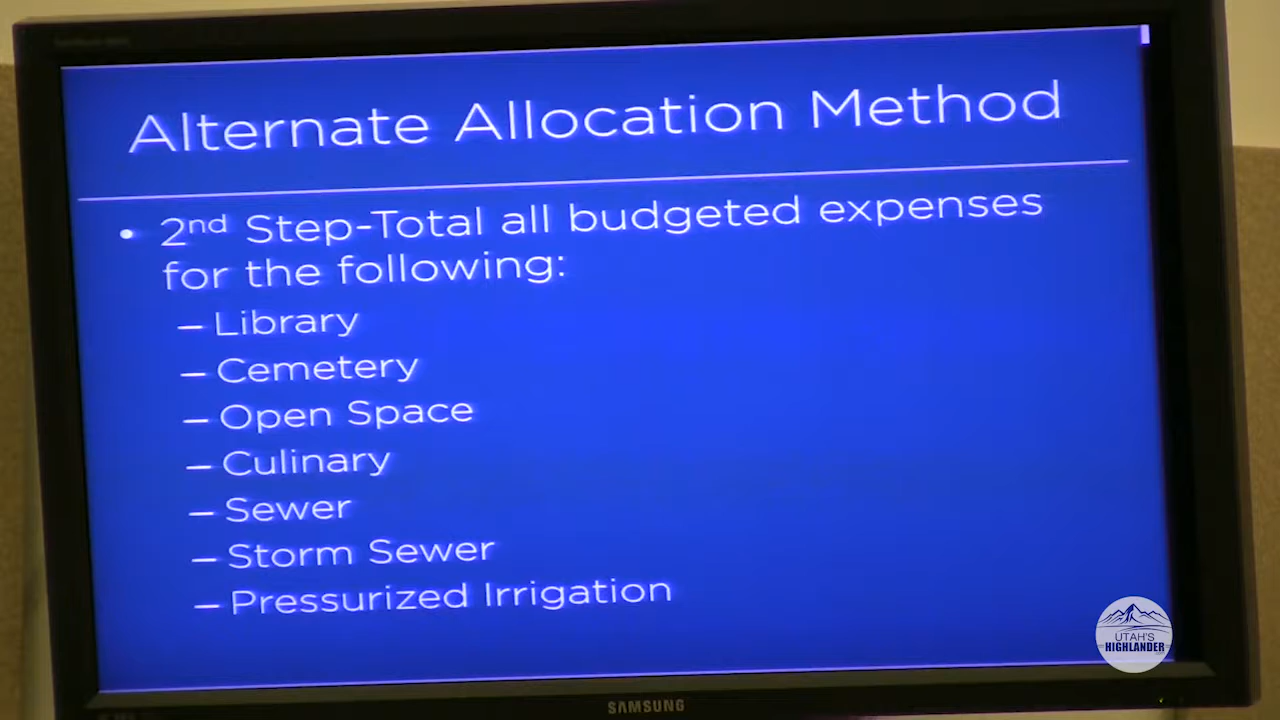 Alternate Allocation Method
• 2nd Step-Total all budgeted expenses
for the following:
– Library
– Cemetery
– Open Space
– Culinary
– Sewer
– Storm Sewer
– Pressurized Irrigation
UTAH'S
HIGHLANDER
SAMSUNG